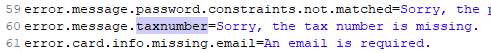 59 error.message.password.constraints.not.matched=Sorry, the
60 error.message.taxnumber=Sorry, the tax number is missing.
61 error.card.info.missing.email=An email is required.